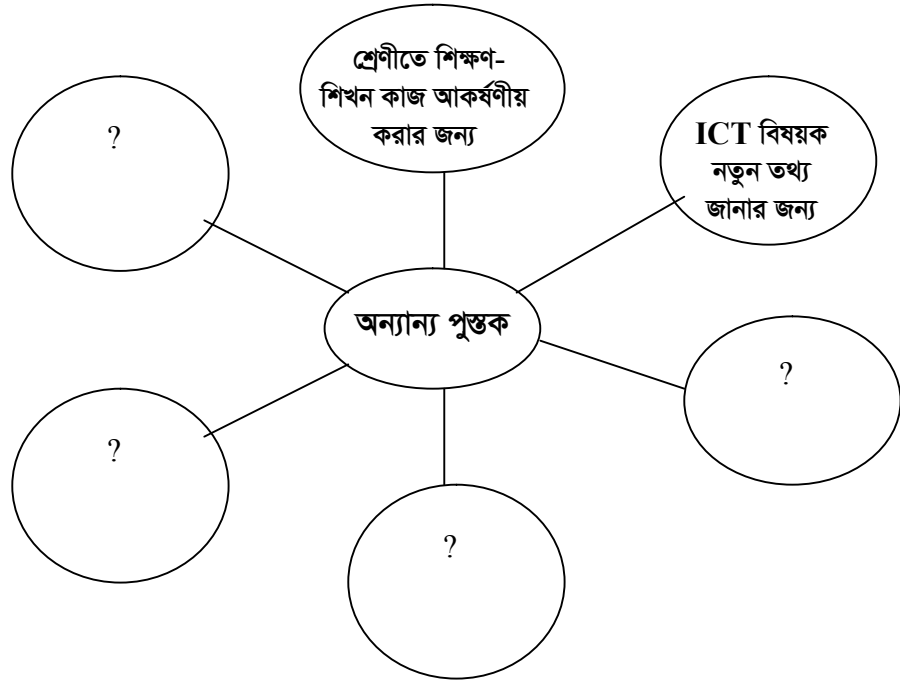 শ্রেণীতে শিক্ষণ-
শিখন কাজ আকর্ষণীয়
করার জন্য
?
ICT বিষয়ক
নতুন তথ্য
জানার জন্য
অন্যান্য পুস্তক
?
?
?